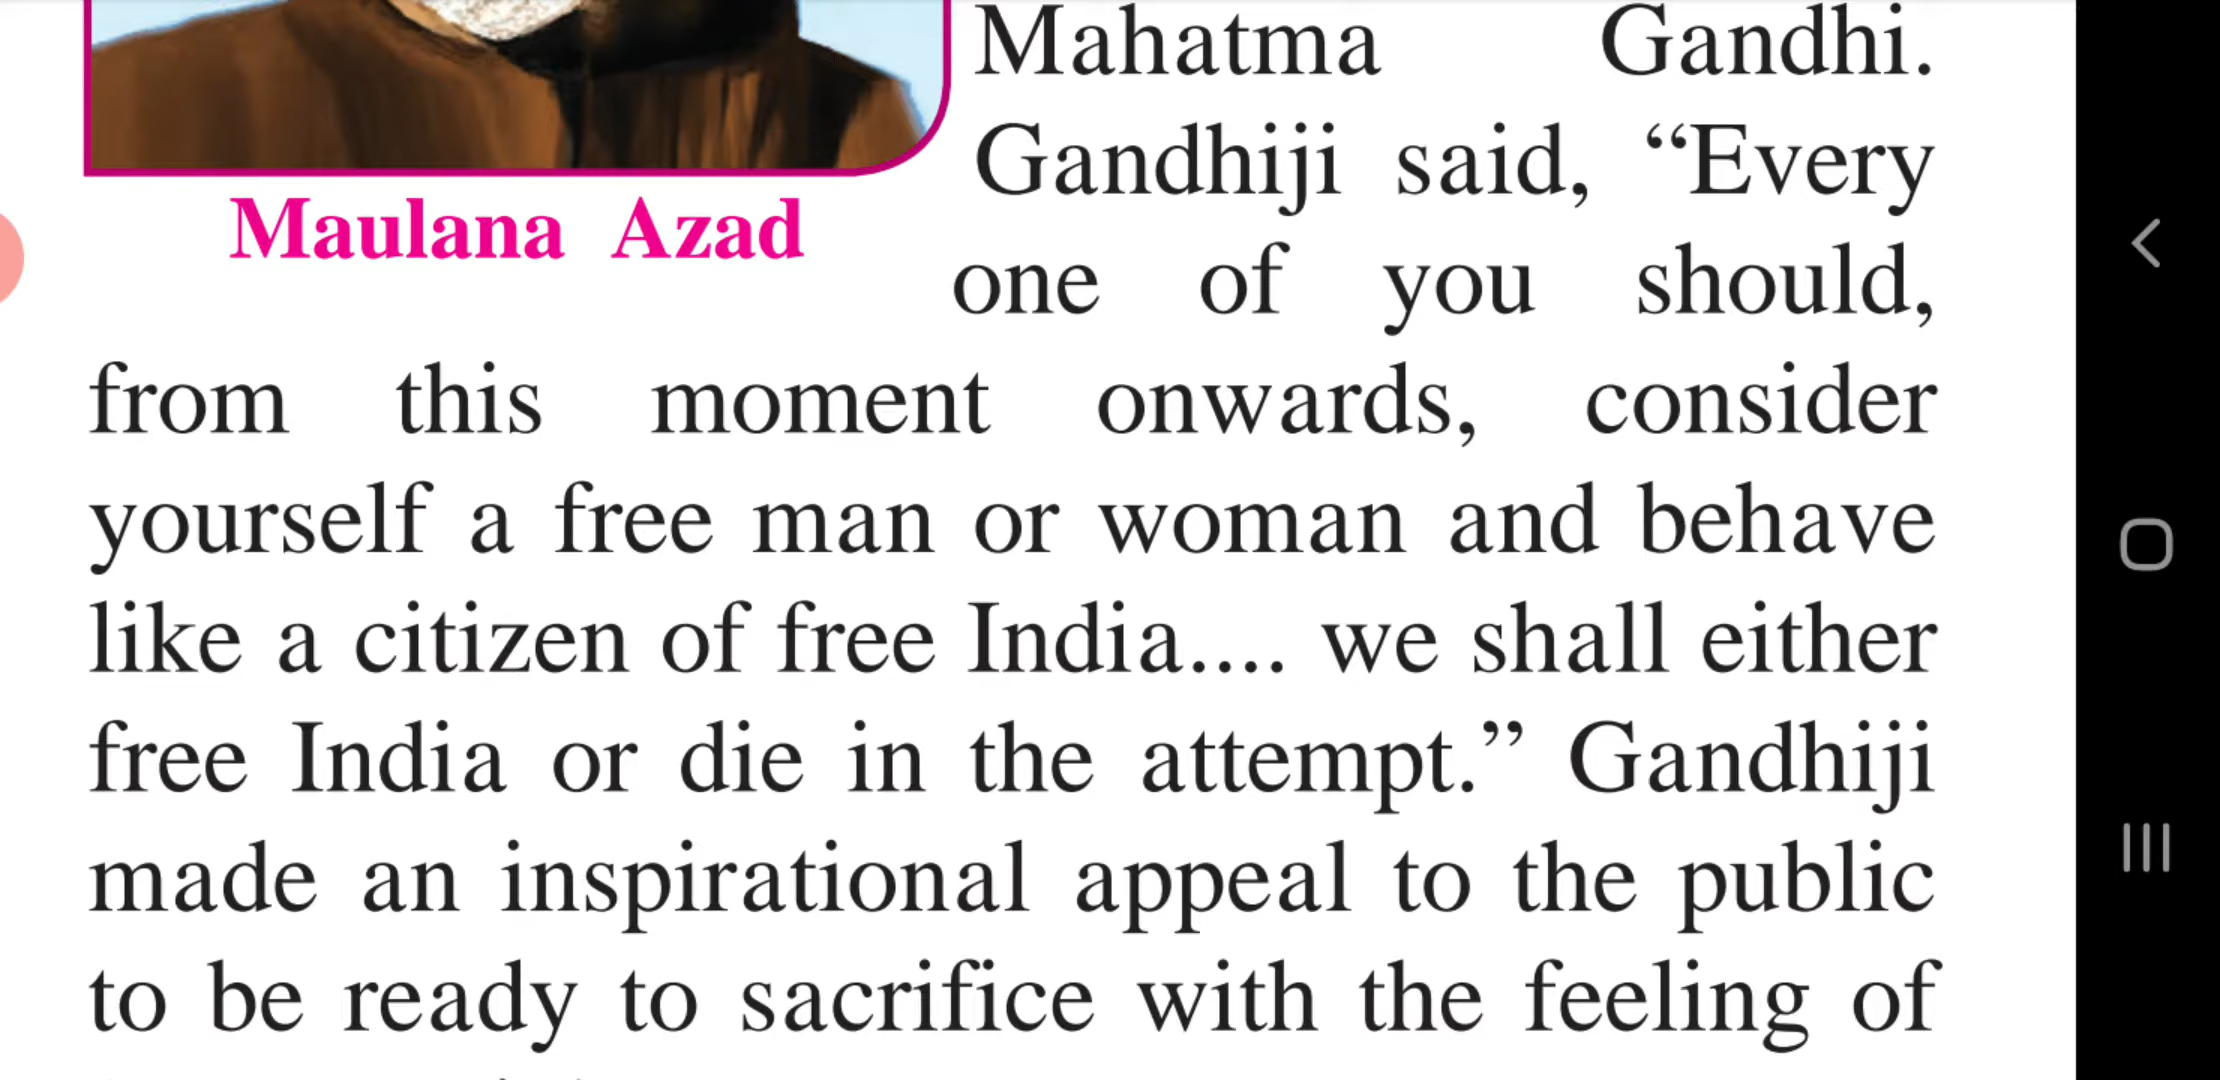 Mahatma Gandhi.
Gandhiji said, “Every
Maulana Azad
one of you should,
from this moment onwards, consider
yourself a free man or woman and behave
like a citizen of free India.... we shall either
free India or die in the attempt.” Gandhiji
made an inspirational appeal to the public
to be ready to sacrifice with the feeling of